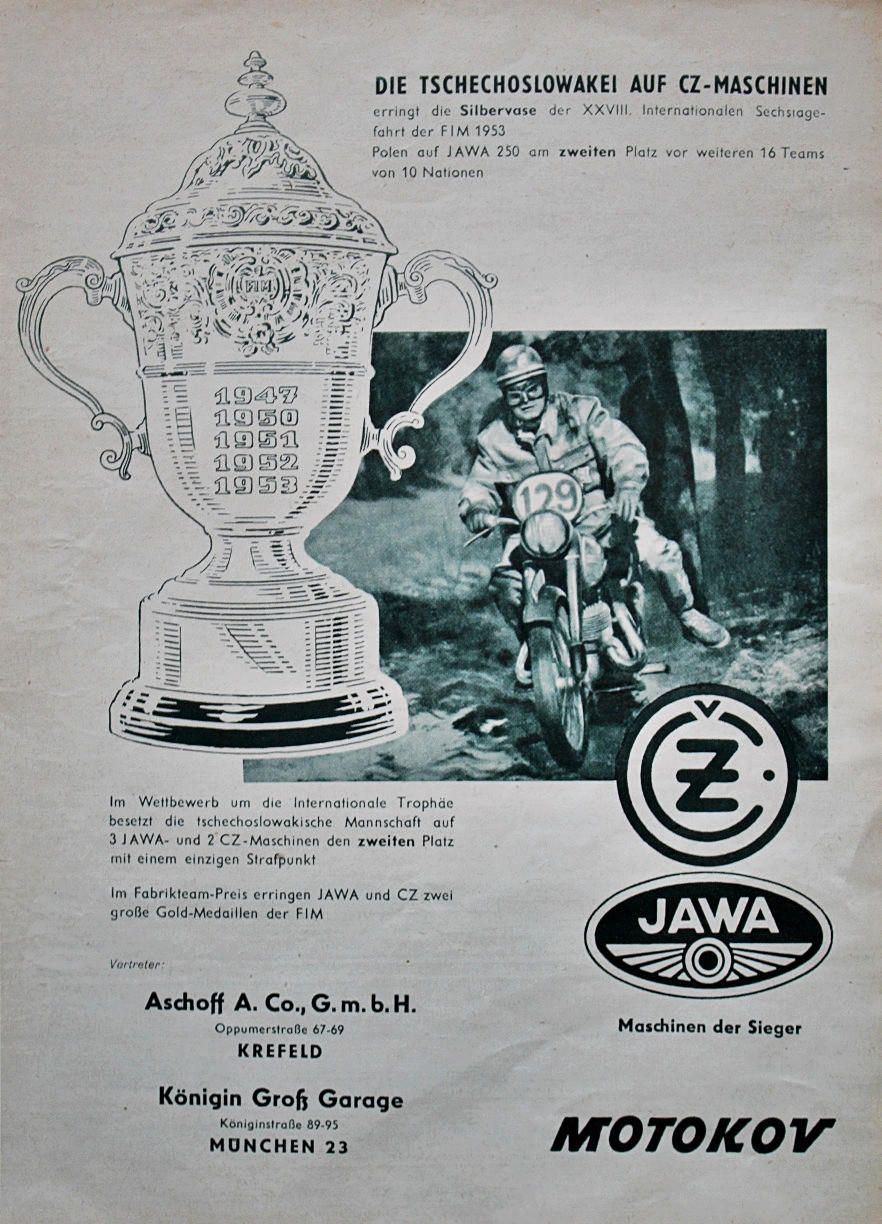 DIE TSCHECHOSLOWAKEI AUF CZ-MASCHINEN
erringt die Silbervase der XXVIII. Internationalen Sechstage-
fahrt der FIM 1953
Polen auf JAWA 250 am zweiten Platz vor weiteren 16 Teams
von 10 Nationen
FIM
1947
1950
1951
1952
1953
129
ČZ
JAWA
Maschinen der Sieger
Im Wettbewerb um die Internationale Trophäe
besetzt die tschechoslowakische Mannschaft auf
3 JAWA- und 2 CZ-Maschinen den zweiten Platz
mit einem einzigen Strafpunkt
Im Fabrikteam-Preis erringen JAWA und CZ zwei
große Gold-Medaillen der FIM
Vertreter:
Aschoff A. Co., G.m.b.H.
Oppumerstraße 67-69
KREFELD
Königin Groß Garage
Königinstraße 89-95
MÜNCHEN 23
MOTOKOV